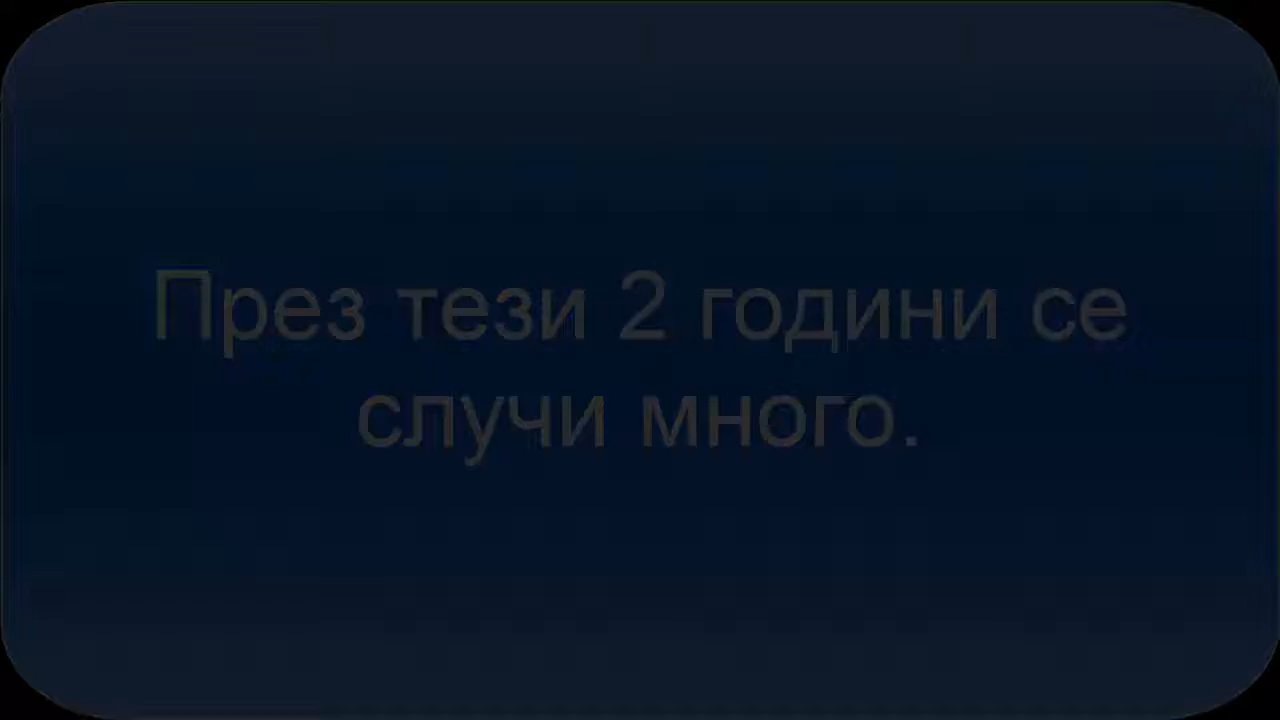 През тези 2 години се
случи много.